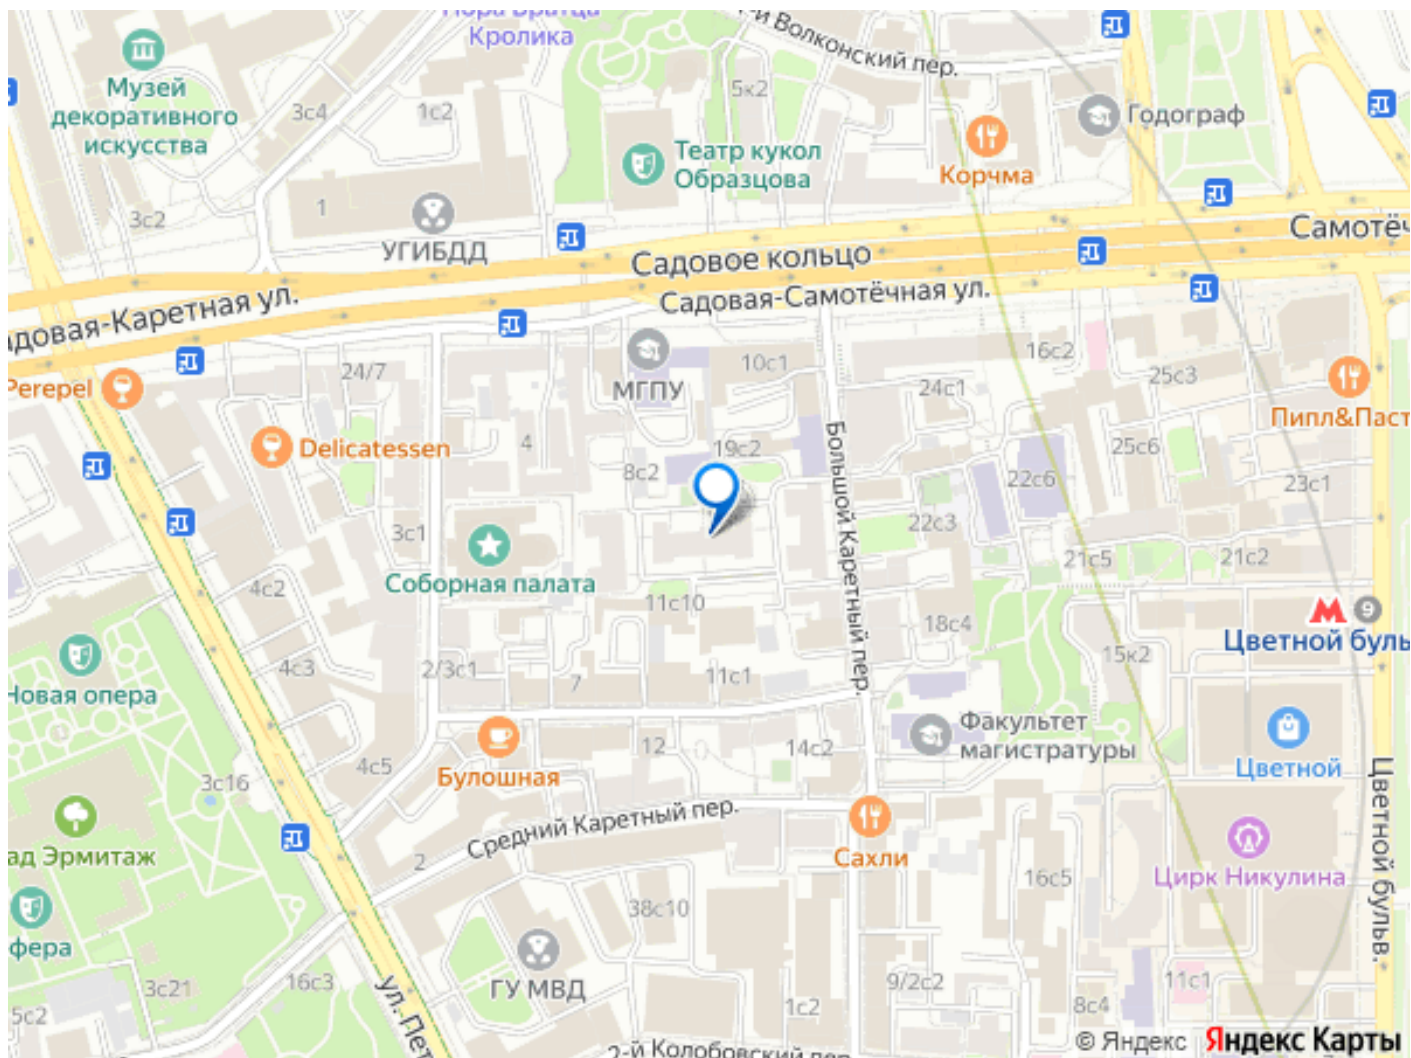 Нора Братца
Кролика
1-й Волконский пер.
Музей
декоративного
искусства
3с4
1с2
5к2
Годограф
Театр кукол
Образцова
Корчма
3с2
1
УГИБДД
Садовое кольцо
Самотёч
Садовая-Самотёчная ул.
адовая-Каретная ул.
МГПУ
10с1
16с2
24/7
24с1
25с3
Perepel
Пипл&Паст
Delicatessen
4
19с2
25с6
8с2
22с6
23с1
Большой Каретный пер.
3с1
22с3
Соборная палата
21с5
21с2
4с2
11с10
18с4
9
Цветной буль
15к2
4с3
2/3с1
7
11с1
Новая опера
Факультет
магистратуры
12
14с2
Булошная
Цветной
3с16
4с5
Цветной бульв.
Средний Каретный пер.
ад Эрмитаж
2
Сахли
Цирк Никулина
16с5
38с10
фера
3с21
16с3
ГУ МВД
9/2с2
11с1
5с2
ул. Пет
1с2
8с4
2-й Колобовский пер.
© Яндекс Яндекс Карты